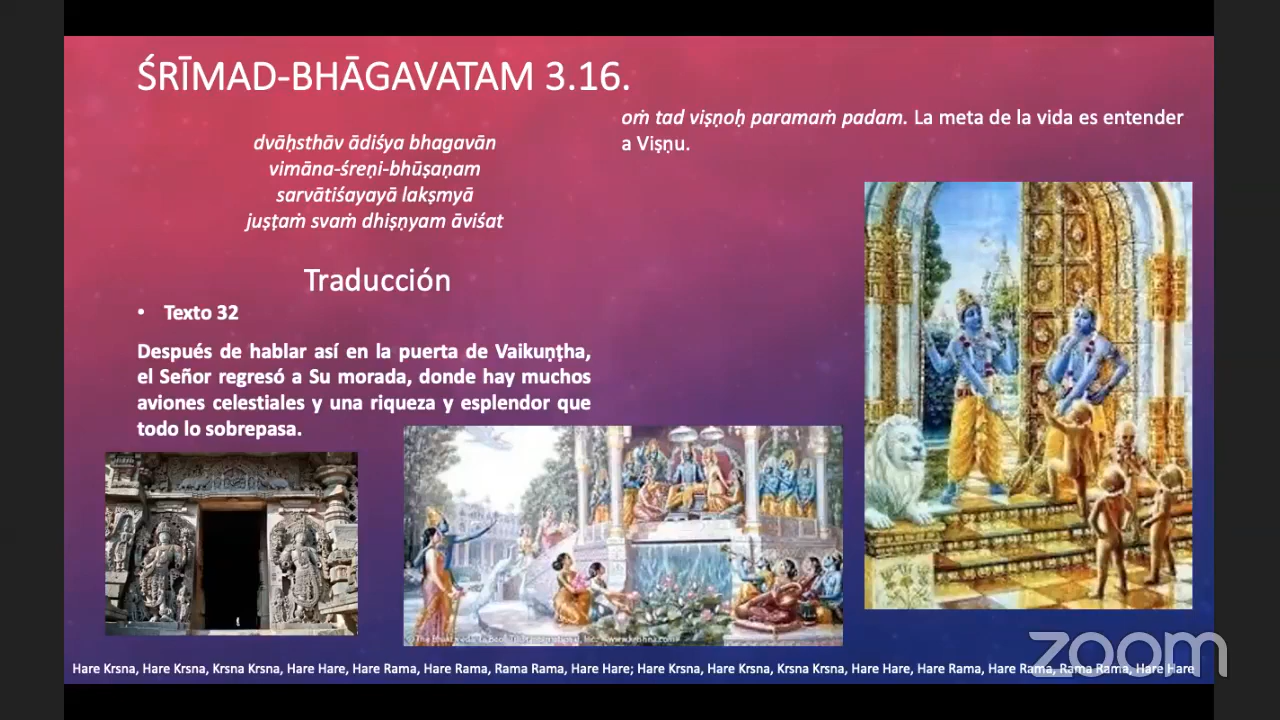 ŚRĪMAD-BHĀGAVATAM 3.16.
dvāḥsthāv ādiśya bhagavān
vimāna-śreṇi-bhūṣaṇam
sarvātiśayayā lakṣmyā
juṣṭaṁ svaṁ dhiṣṇyam āviśat
Traducción
• Texto 32
Después de hablar así en la puerta de Vaikuṇṭha,
el Señor regresó a Su morada, donde hay muchos
aviones celestiales y una riqueza y esplendor que
todo lo sobrepasa.
oṁ tad viṣṇoḥ paramaṁ padam. La meta de la vida es entender
a Viṣṇu.
Hare Krsna, Hare Krsna, Krsna Krsna, Hare Hare, Hare Rama, Hare Rama, Rama Rama, Hare Hare; Hare Krsna, Hare Krsna, Krsna Krsna, Hare Hare, Hare Rama, Hare Rama, Rama Rama, Hare Hare
zoom